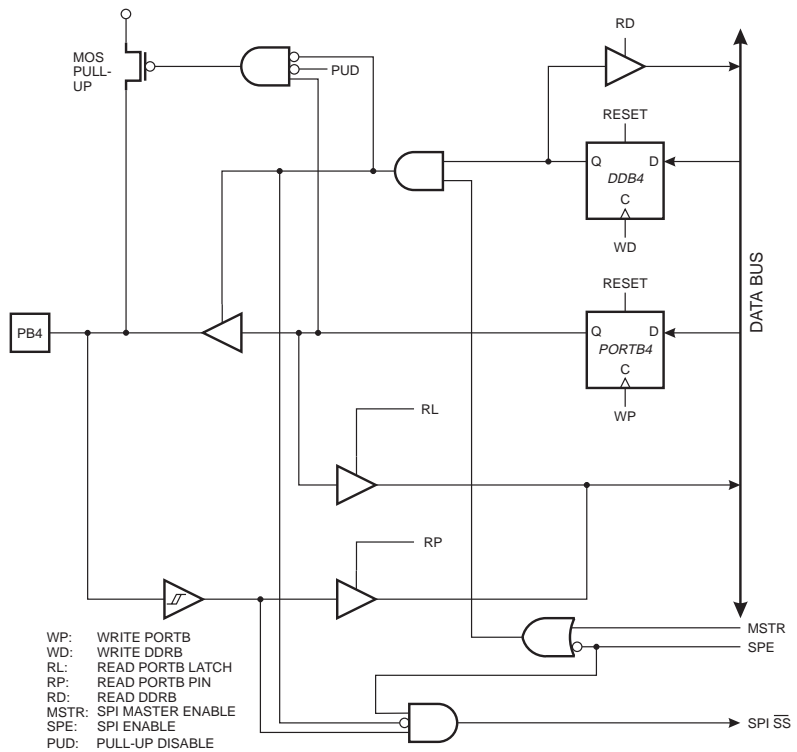 MOS
PULL-
UP
PUD
RD
RESET
Q D
DDB4
C
WD
DATA BUS
RESET
PB4
Q D
PORTB4
C
WP
RL
RP
MSTR
SPE
WP: WRITE PORTB
WD: WRITE DDRB
RL: READ PORTB LATCH
RP: READ PORTB PIN
RD: READ DDRB
MSTR: SPI MASTER ENABLE
SPE: SPI ENABLE
PUD: PULL-UP DISABLE
SPI S̅S̅